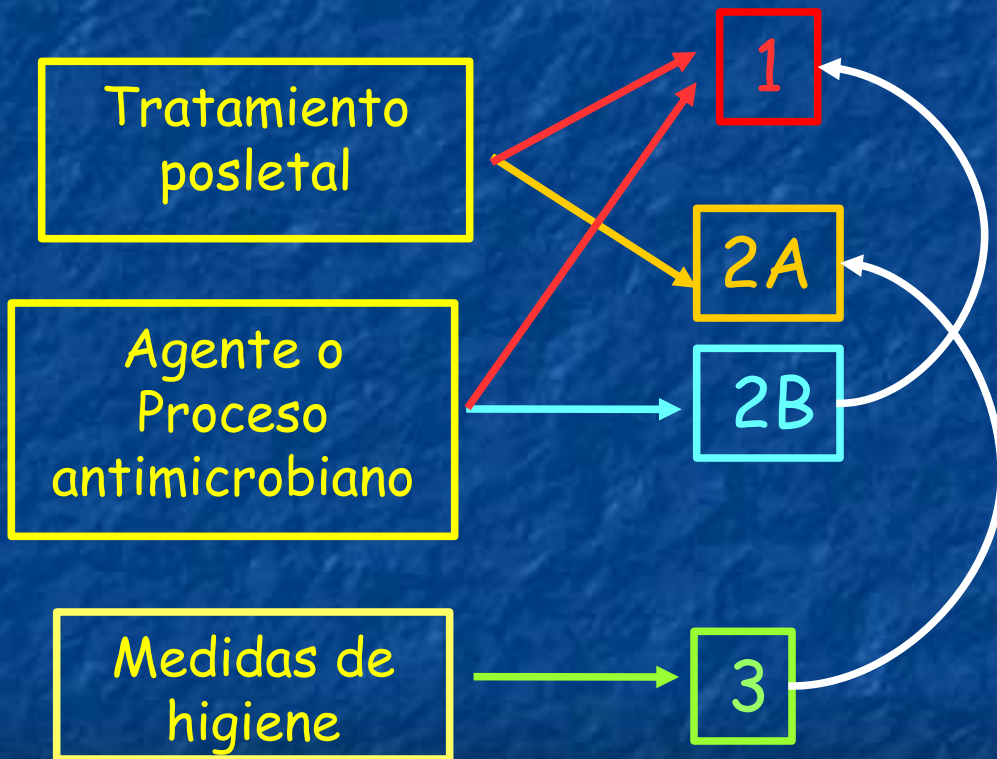 Tratamiento
posletal
1
2A
Agente o
Proceso
antimicrobiano
2B
Medidas de
higiene
3